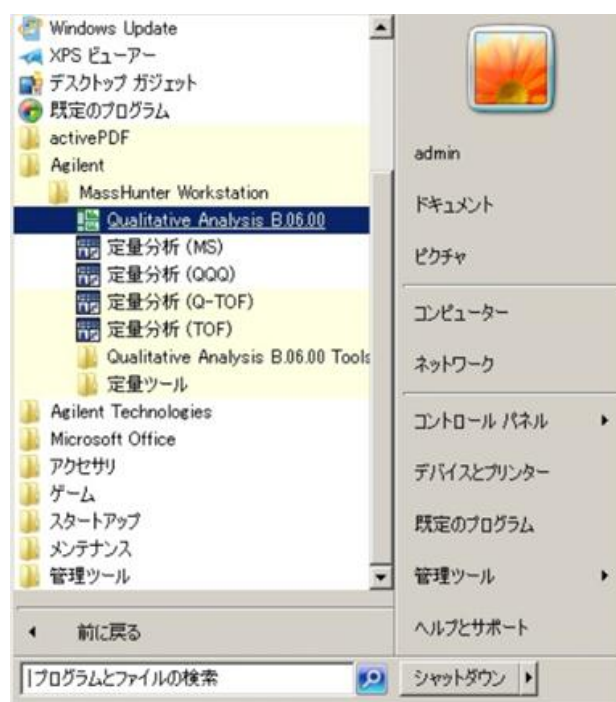 Windows Update
XPS ビューアー
デスクトップ ガジェット
既定のプログラム
activePDF
Agilent
MassHunter Workstation
Qualitative Analysis B.06.00
定量分析 (MS)
定量分析 (QQQ)
定量分析 (Q-TOF)
定量分析 (TOF)
Qualitative Analysis B.06.00 Tools
定量ツール
Agilent Technologies
Microsoft Office
アクセサリ
ゲーム
スタートアップ
メンテナンス
管理ツール
前に戻る
プログラムとファイルの検索
admin
ドキュメント
ピクチャ
コンピューター
ネットワーク
コントロール パネル
デバイスとプリンター
既定のプログラム
管理ツール
ヘルプとサポート
シャットダウン